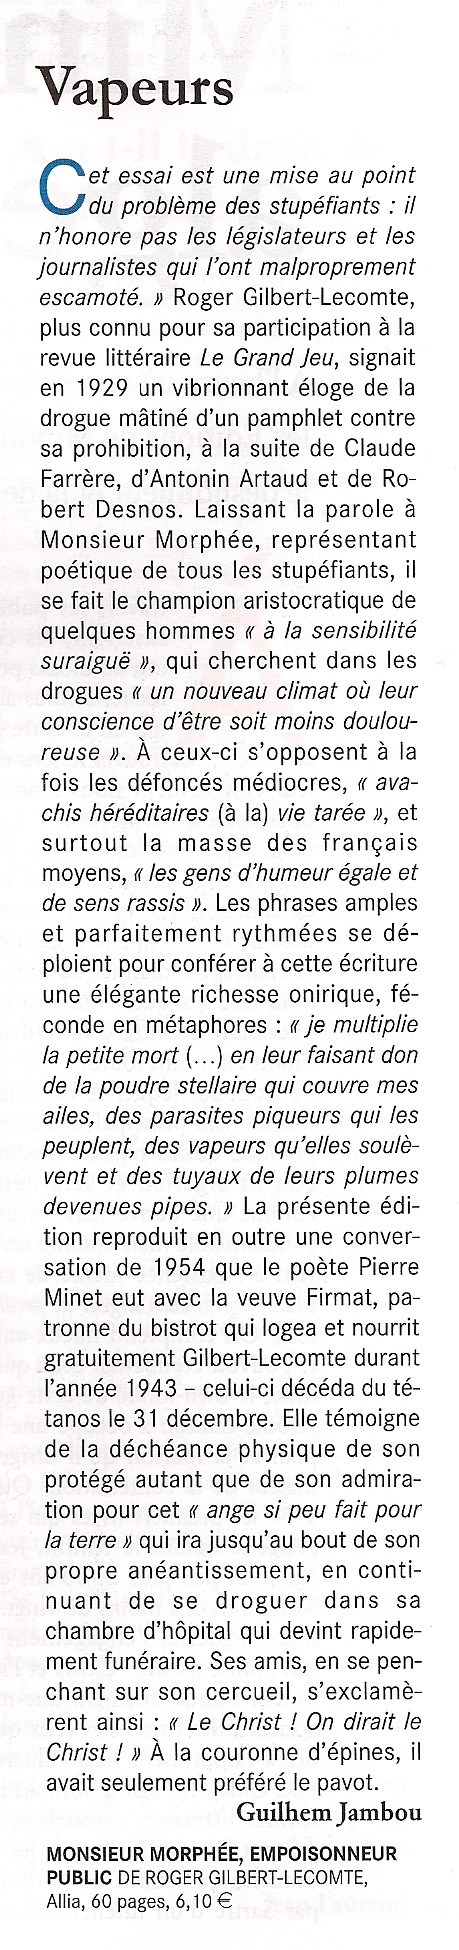 Vapeurs
Cet essai est une mise au point
du problème des stupéfiants : il
n'honore pas les législateurs et les
journalistes qui l'ont malproprement
escamoté. » Roger Gilbert-Lecomte,
plus connu pour sa participation à la
revue littéraire Le Grand Jeu, signait
en 1929 un vibrionnant éloge de la
drogue mâtiné d'un pamphlet contre
sa prohibition, à la suite de Claude
Farrère, d'Antonin Artaud et de Ro-
bert Desnos. Laissant la parole à
Monsieur Morphée, représentant
poétique de tous les stupéfiants, il
se fait le champion aristocratique de
quelques hommes « à la sensibilité
suraiguë », qui cherchent dans les
drogues « un nouveau climat où leur
conscience d'être soit moins doulou-
reuse ». À ceux-ci s'opposent à la
fois les défoncés médiocres, « ava-
chis héréditaires (à la) vie tarée », et
surtout la masse des français
moyens, « les gens d'humeur égale et
de sens rassis ». Les phrases amples
et parfaitement rythmées se dé-
ploient pour conférer à cette écriture
une élégante richesse onirique, fé-
conde en métaphores : « je multiplie
la petite mort (...) en leur faisant don
de la poudre stellaire qui couvre mes
ailes, des parasites piqueurs qui les
peuplent, des vapeurs qu'elles soulè-
vent et des tuyaux de leurs plumes
devenues pipes. » La présente édi-
tion reproduit en outre une conver-
sation de 1954 que le poète Pierre
Minet eut avec la veuve Firmat, pa-
tronne du bistrot qui logea et nourrit
gratuitement Gilbert-Lecomte durant
l'année 1943 – celui-ci décéda du té-
tanos le 31 décembre. Elle témoigne
de la déchéance physique de son
protégé autant que de son admira-
tion pour cet « ange si peu fait pour
la terre » qui ira jusqu'au bout de son
propre anéantissement, en conti-
nuant de se droguer dans sa
chambre d'hôpital qui devint rapide-
ment funéraire. Ses amis, en se pen-
chant sur son cercueil, s'exclamè-
rent ainsi : « Le Christ ! On dirait le
Christ ! » À la couronne d'épines, il
avait seulement préféré le pavot.
Guilhem Jambou
MONSIEUR MORPHÉE, EMPOISONNEUR
PUBLIC DE ROGER GILBERT-LECOMTE,
Allia, 60 pages, 6,10 €